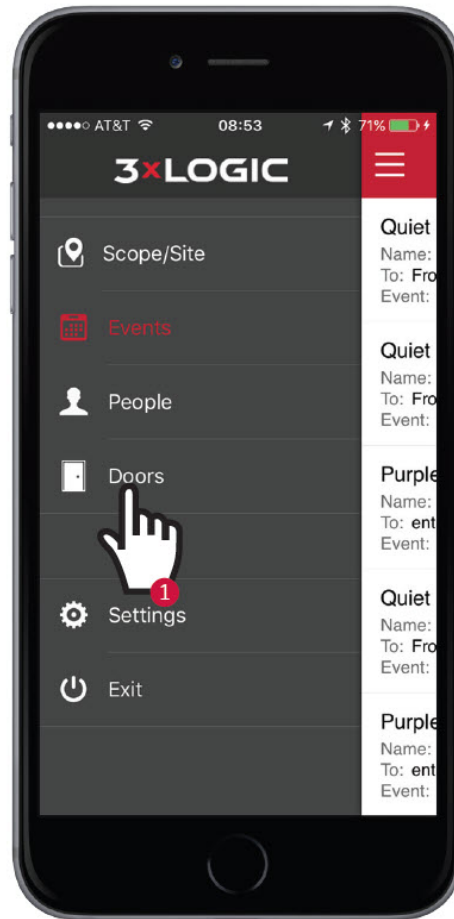 AT&T 08:53 71%
3xLOGIC
Scope/Site
Events
People
Doors
1
Settings
Exit
Quiet
Name:
To: Fro
Event:
Quiet
Name:
To: Fro
Event:
Purple
Name:
To: ent
Event:
Quiet
Name:
To: Fro
Event:
Purple
Name:
To: ent
Event: